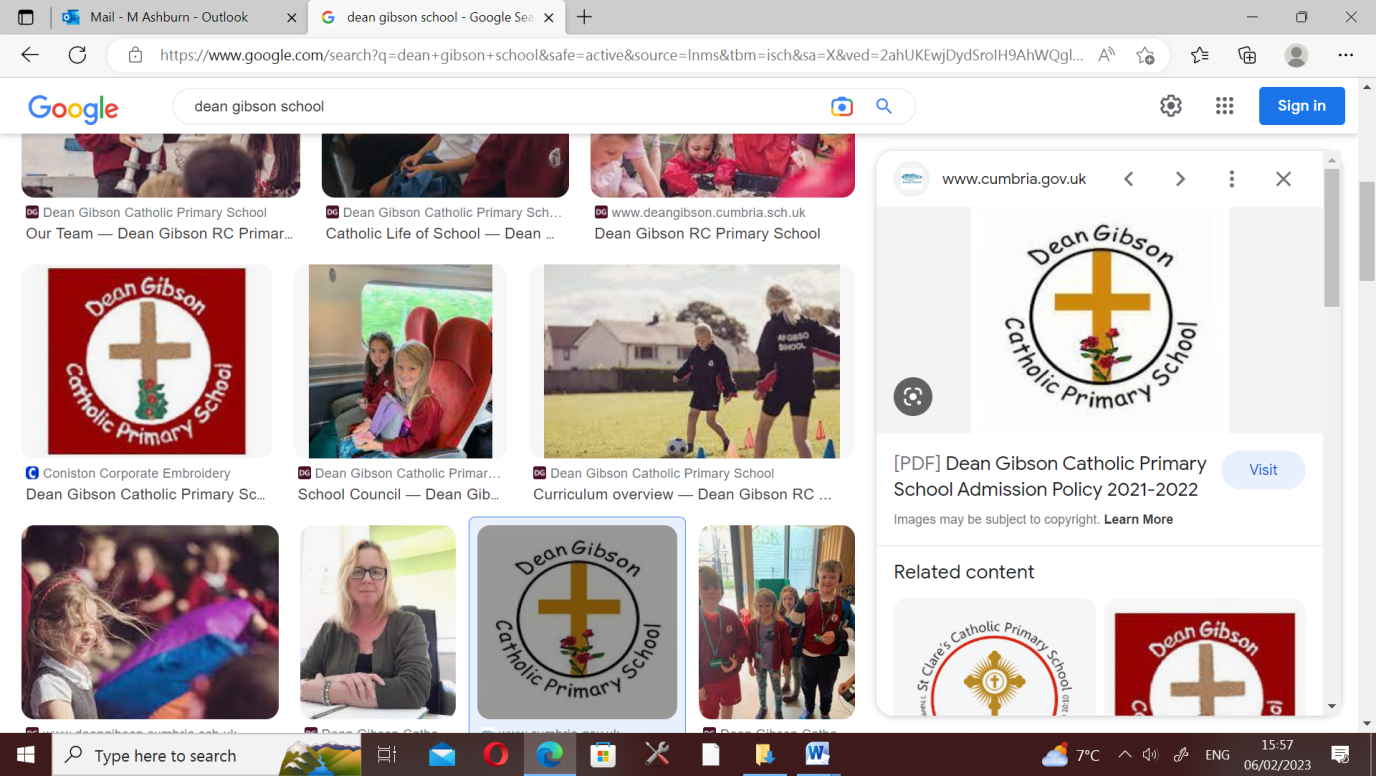 Mail - M Ashburn - Outlook
dean gibson school - Google Sea
https://www.google.com/search?q=dean+gibson+school&safe=active&source=lnms&tbm=isch&sa=X&ved=2ahUKEwjDydSroIH9AhWQgl...
Google
dean gibson school
Sign in
DG Dean Gibson Catholic Primary School
Our Team — Dean Gibson RC Primar...
DG Dean Gibson Catholic Primary Sch...
Catholic Life of School — Dean ...
DG www.deangibson.cumbria.sch.uk
Dean Gibson RC Primary School
Dean Gibson
Catholic Primary School
Coniston Corporate Embroidery
Dean Gibson Catholic Primary Sc...
DG Dean Gibson Catholic Primar...
School Council — Dean Gib...
SCHOOL
DG Dean Gibson Catholic Primary School
Curriculum overview — Dean Gibson RC ...
Dean Gibson
Catholic Primary School
www.cumbria.gov.uk
Dean Gibson
Catholic Primary School
[PDF] Dean Gibson Catholic Primary
School Admission Policy 2021-2022
Visit
Images may be subject to copyright. Learn More
Related content
St Clare's Catholic Primary School
Dean Gibson
Type here to search
7°C
ENG
15:57
06/02/2023